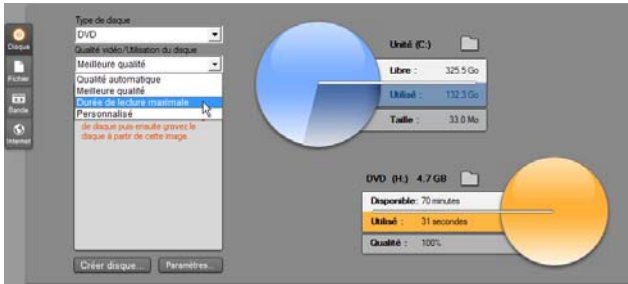 Type de disque
DVD
Qualité vidéo/Utilisation du disque
Meilleure qualité
Qualité automatique
Meilleure qualité
Durée de lecture maximale
Personnalisé
de disque puis ensuite gravez le
disque à partir de cette image.
Créer disque...
Paramètres...
Disque
Fichier
Bande
Internet
Unité (C:)
Libre : 325.5 Go
Utilisé : 132.3 Go
Taille : 33.0 Mo
DVD (H:) 4.7 GB
Disponible: 70 minutes
Utilisé : 31 secondes
Qualité : 100%